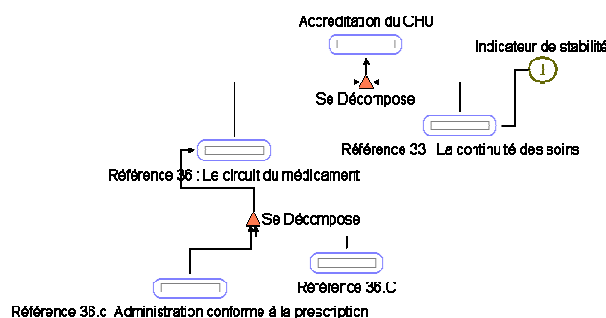 Accréditation du CHU
Indicateur de stabilité
1
Se Décompose
Référence 33 La continuité des soins
Référence 36 : Le circuit du médicament
Se Décompose
Référence 36.C
Référence 36.c Administration conforme à la prescription